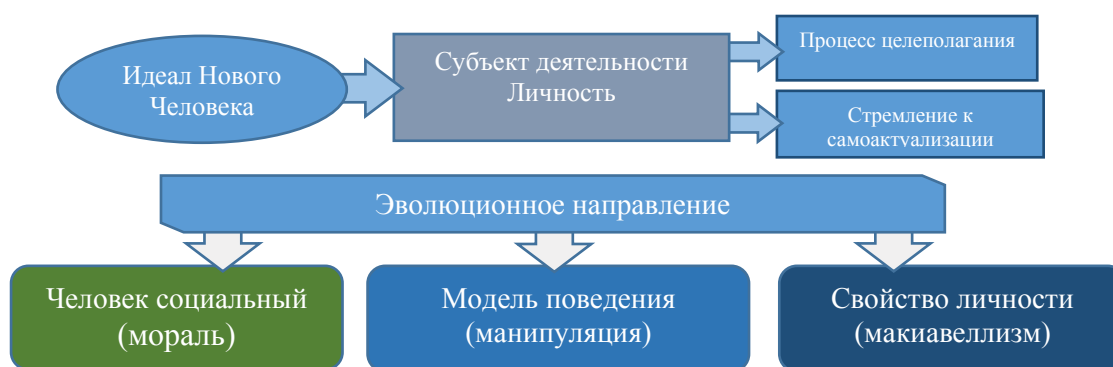 Идеал Нового
Человека
Субъект деятельности
Личность
Процесс целеполагания
Стремление к
самоактуализации
Эволюционное направление
Человек социальный
(мораль)
Модель поведения
(манипуляция)
Свойство личности
(макиавеллизм)